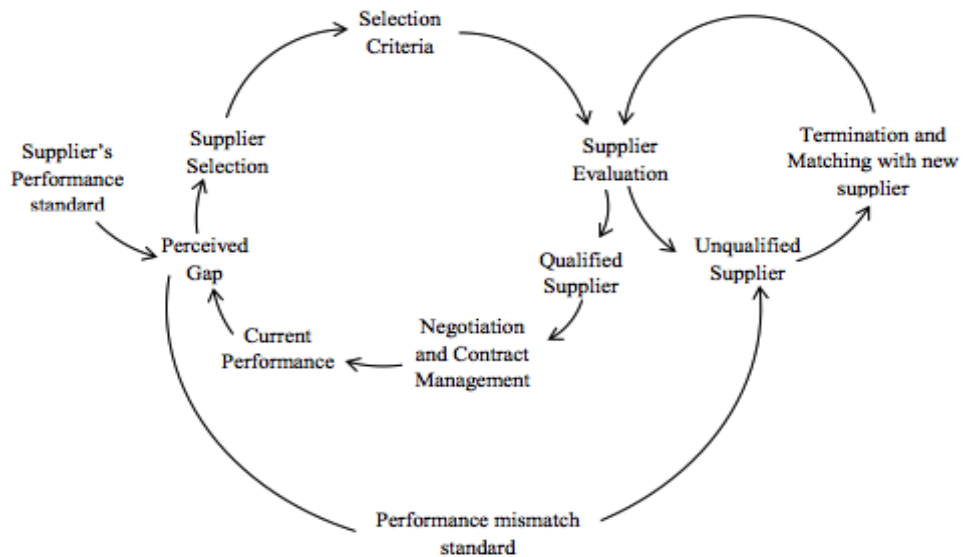 Selection
Criteria
Supplier
Selection
Supplier's
Performance
standard
Supplier
Evaluation
Termination and
Matching with new
supplier
Perceived
Gap
Qualified
Supplier
Unqualified
Supplier
Current
Performance
Negotiation
and Contract
Management
Performance mismatch
standard